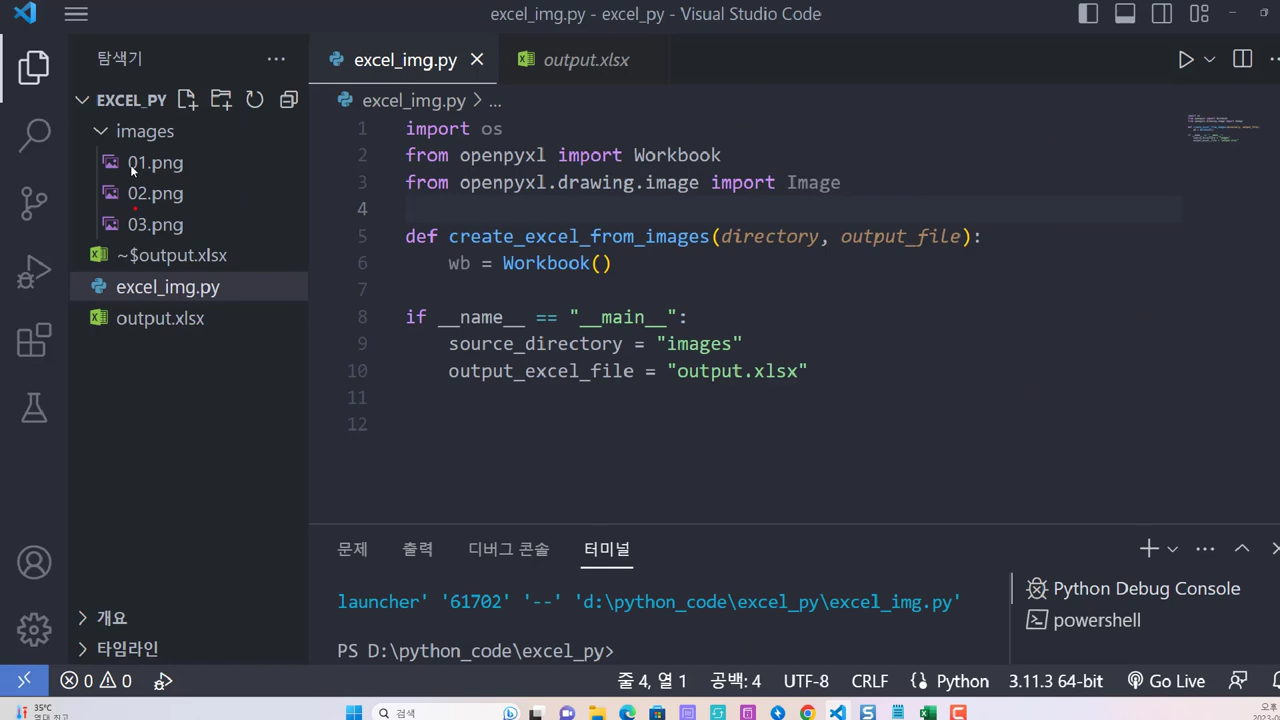 excel_img.py - excel_py - Visual Studio Code
탐색기
excel_img.py
output.xlsx
EXCEL_PY
excel_img.py > ...
images
01.png
02.png
03.png
~$output.xlsx
excel_img.py
output.xlsx
1 import os
2 from openpyxl import Workbook
3 from openpyxl.drawing.image import Image
4
5 def create_excel_from_images(directory, output_file):
6 wb = Workbook()
7
8 if __name__ == "__main__":
9 source_directory = "images"
10 output_excel_file = "output.xlsx"
11
12
문제 출력 디버그 콘솔 터미널
launcher' '61702' '--' 'd:\python_code\excel_py\excel_img.py'
PS D:\python_code\excel_py>
Python Debug Console
powershell
개요
타임라인
0 0
줄 4, 열 1 공백: 4 UTF-8 CRLF Python 3.11.3 64-bit Go Live
35°C
검색
오후